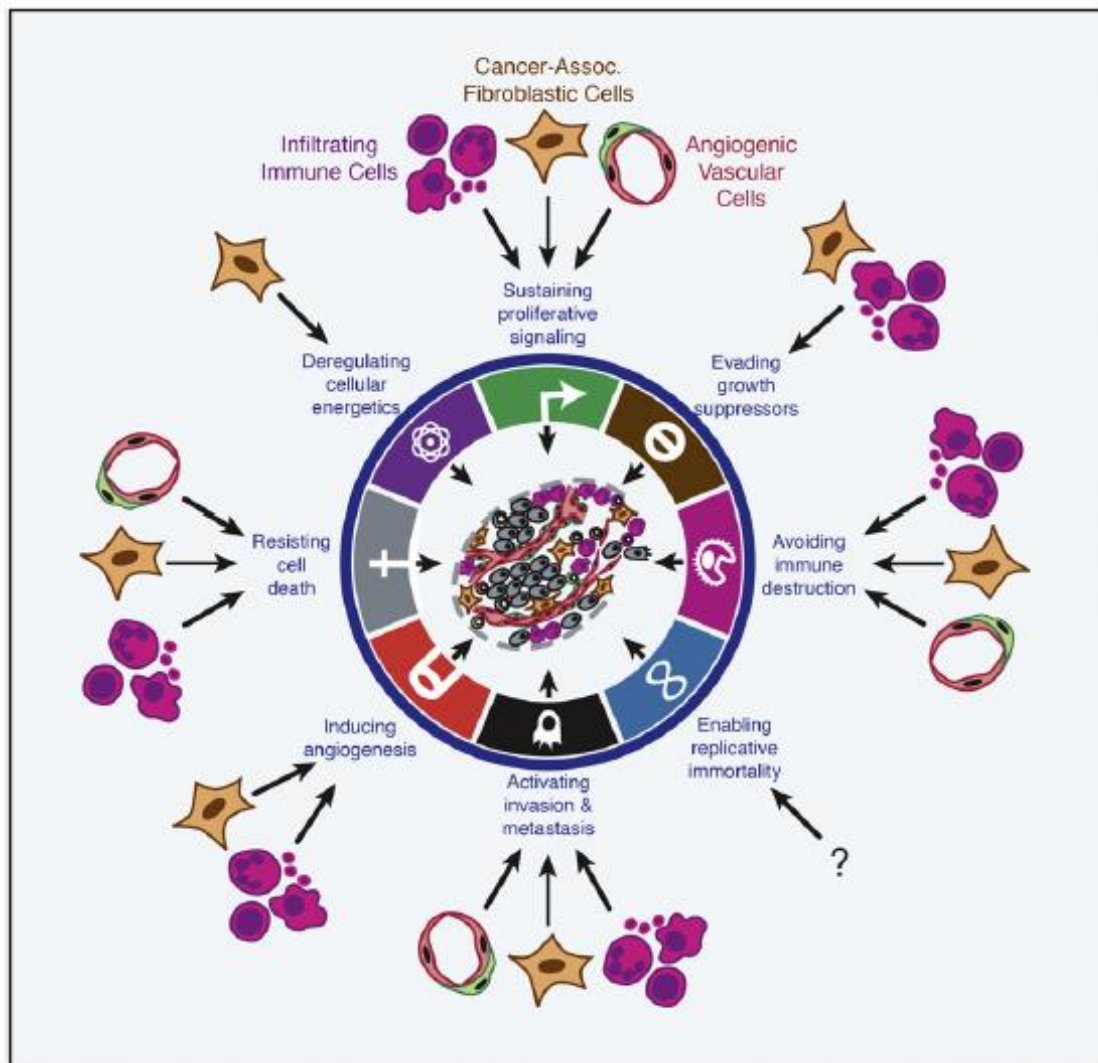 Cancer-Assoc.
Fibroblastic Cells
Infiltrating
Immune Cells
Angiogenic
Vascular
Cells
Sustaining
proliferative
signaling
Deregulating
cellular
energetics
Evading
growth
suppressors
Resisting
cell
death
Avoiding
immune
destruction
Inducing
angiogenesis
Enabling
replicative
immortality
Activating
invasion &
metastasis
?